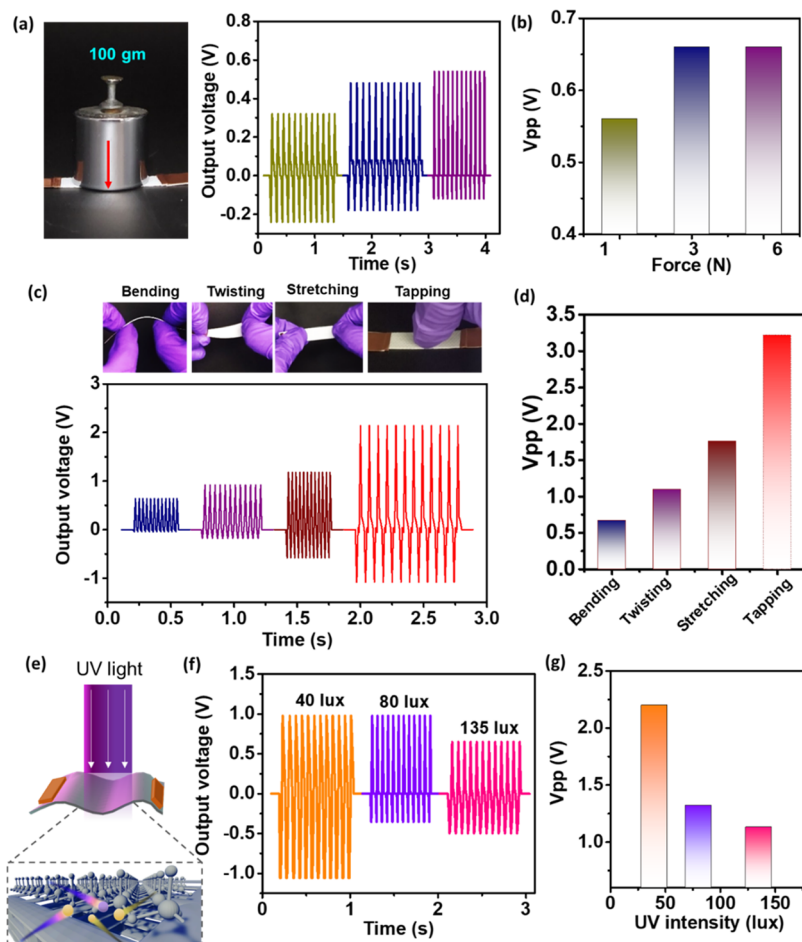 (a)
100 gm
Output voltage (V)
0.8
0.6
0.4
0.2
0.0
-0.2
0
1
2
3
4
Time (s)
(b)
Vpp (V)
0.7
0.6
0.5
0.4
1
3
6
Force (N)
(c)
Bending
Twisting
Stretching
Tapping
Output voltage (V)
3
2
1
0
-1
0.0
0.5
1.0
1.5
2.0
2.5
3.0
Time (s)
(d)
Vpp (V)
3.5
3.0
2.5
2.0
1.5
1.0
0.5
0.0
Bending
Twisting
Stretching
Tapping
(e)
UV light
(f)
Output voltage (V)
1.5
1.0
0.5
0.0
-0.5
-1.0
40 lux
80 lux
135 lux
0
1
2
3
Time (s)
(g)
Vpp (V)
2.5
2.0
1.5
1.0
0
50
100
150
UV intensity (lux)